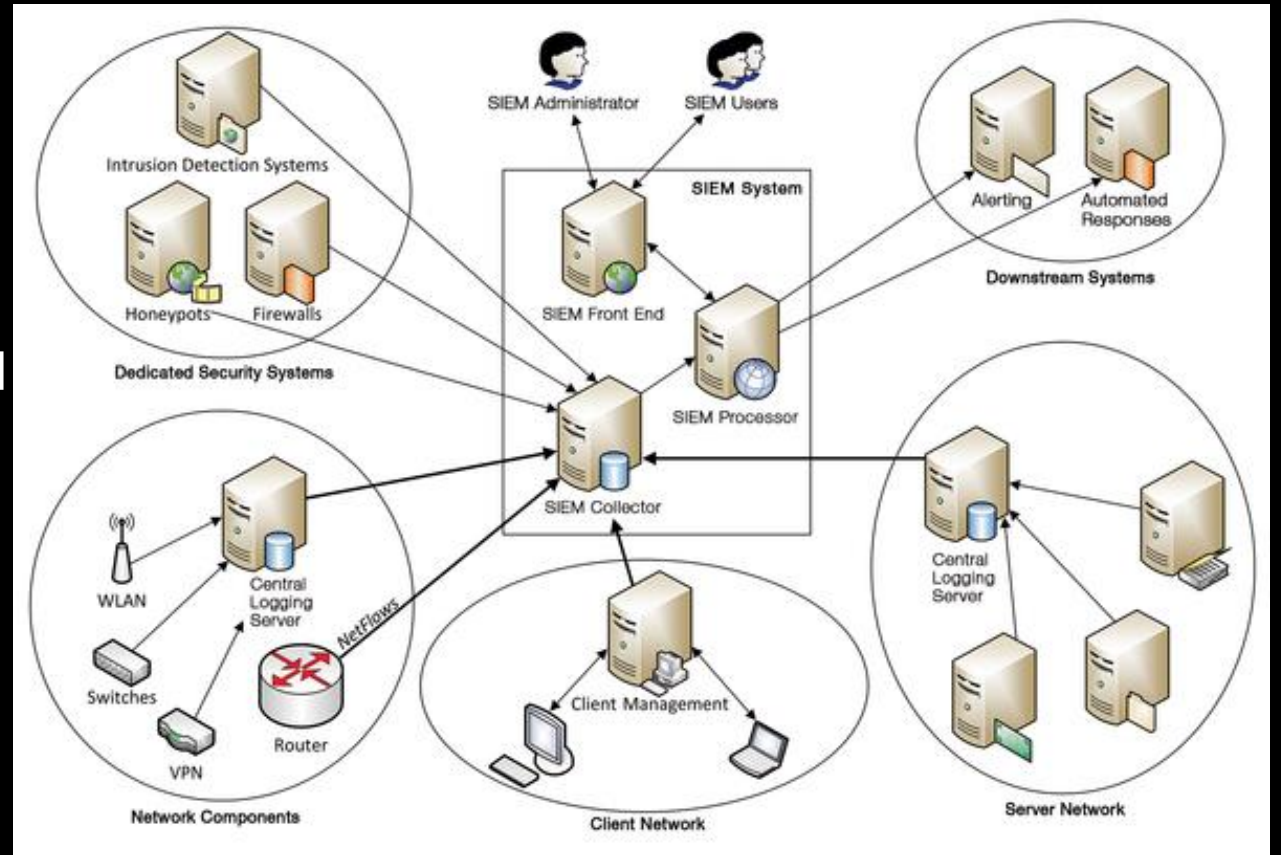 SIEM Administrator
SIEM Users
Intrusion Detection Systems
Honeypots
Firewalls
Dedicated Security Systems
SIEM System
SIEM Front End
SIEM Processor
SIEM Collector
Alerting
Automated
Responses
Downstream Systems
WLAN
Switches
VPN
Central
Logging
Server
Router
NetFlows
Network Components
Client Management
Client Network
Central
Logging
Server
Server Network